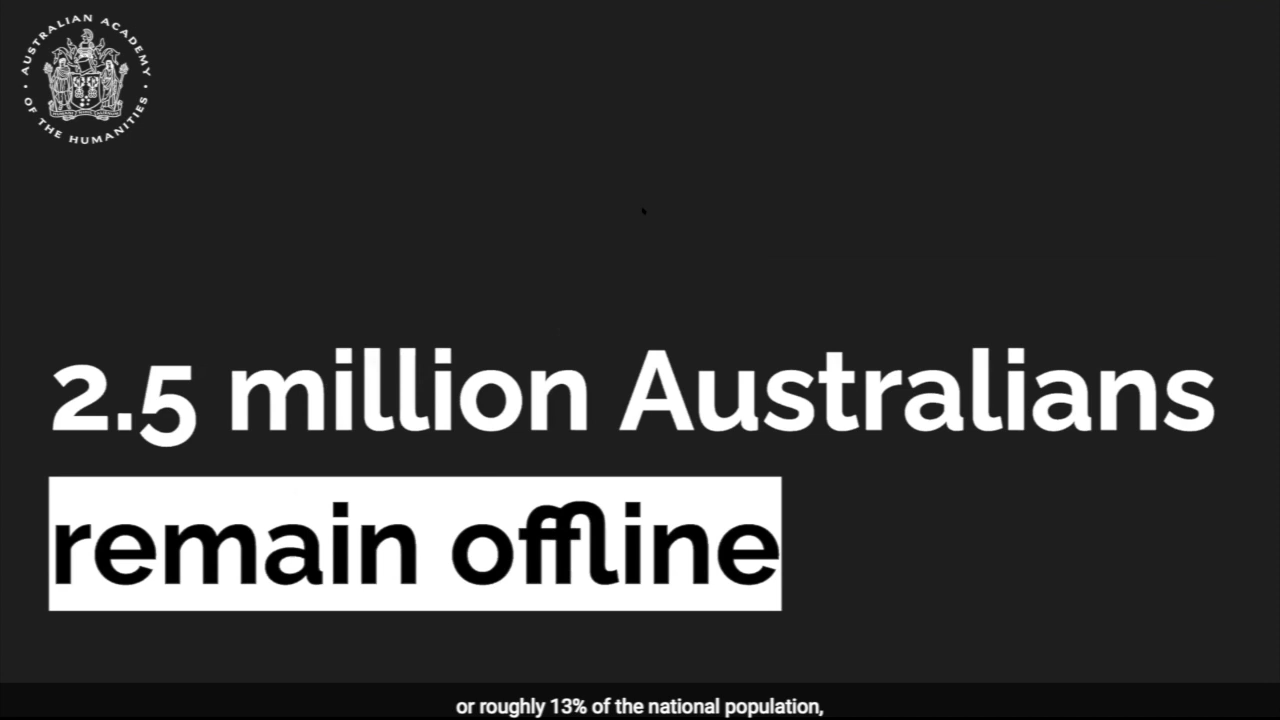 AUSTRALIAN ACADEMY
OF THE HUMANITIES
2.5 million Australians
remain offline
or roughly 13% of the national population,